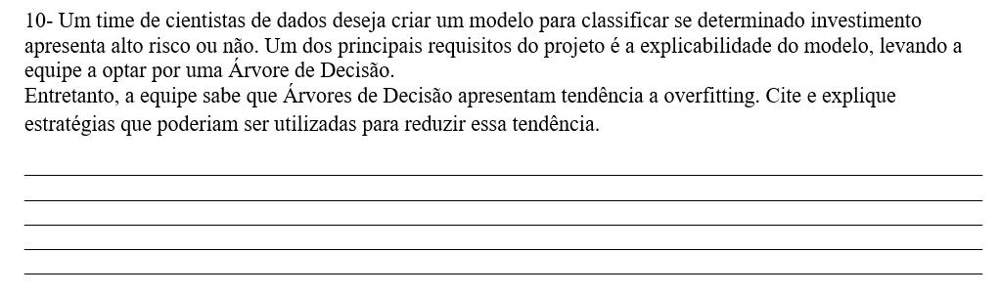 10- Um time de cientistas de dados deseja criar um modelo para classificar se determinado investimento
apresenta alto risco ou não. Um dos principais requisitos do projeto é a explicabilidade do modelo, levando a
equipe a optar por uma Árvore de Decisão.
Entretanto, a equipe sabe que Árvores de Decisão apresentam tendência a overfitting. Cite e explique
estratégias que poderiam ser utilizadas para reduzir essa tendência.